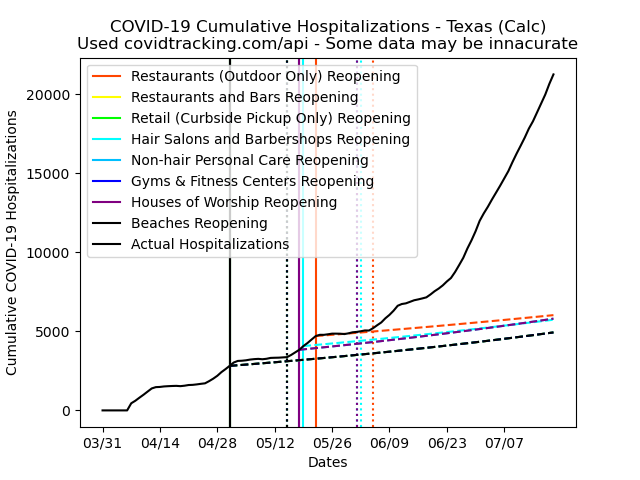 COVID-19 Cumulative Hospitalizations - Texas (Calc)
Used covidtracking.com/api - Some data may be innacurate
Restaurants (Outdoor Only) Reopening
Restaurants and Bars Reopening
Retail (Curbside Pickup Only) Reopening
Hair Salons and Barbershops Reopening
Non-hair Personal Care Reopening
Gyms & Fitness Centers Reopening
Houses of Worship Reopening
Beaches Reopening
Actual Hospitalizations
Cumulative COVID-19 Hospitalizations
20000
15000
10000
5000
0
03/31 04/14 04/28 05/12 05/26 06/09 06/23 07/07
Dates